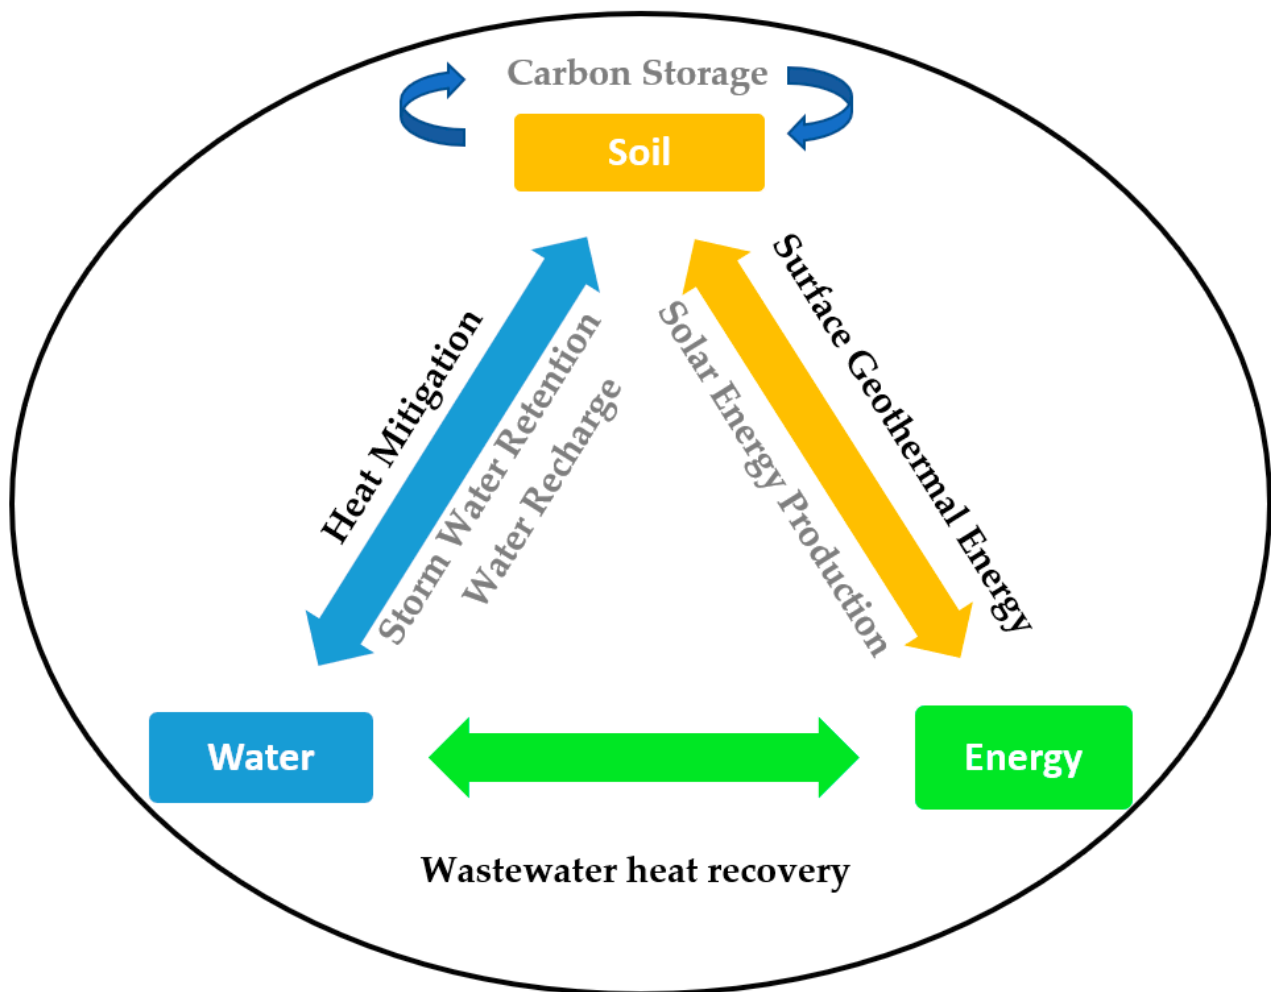 Carbon Storage
Soil
Heat Mitigation
Storm Water Retention
Water Recharge
Solar Energy Production
Surface Geothermal Energy
Water
Energy
Wastewater heat recovery